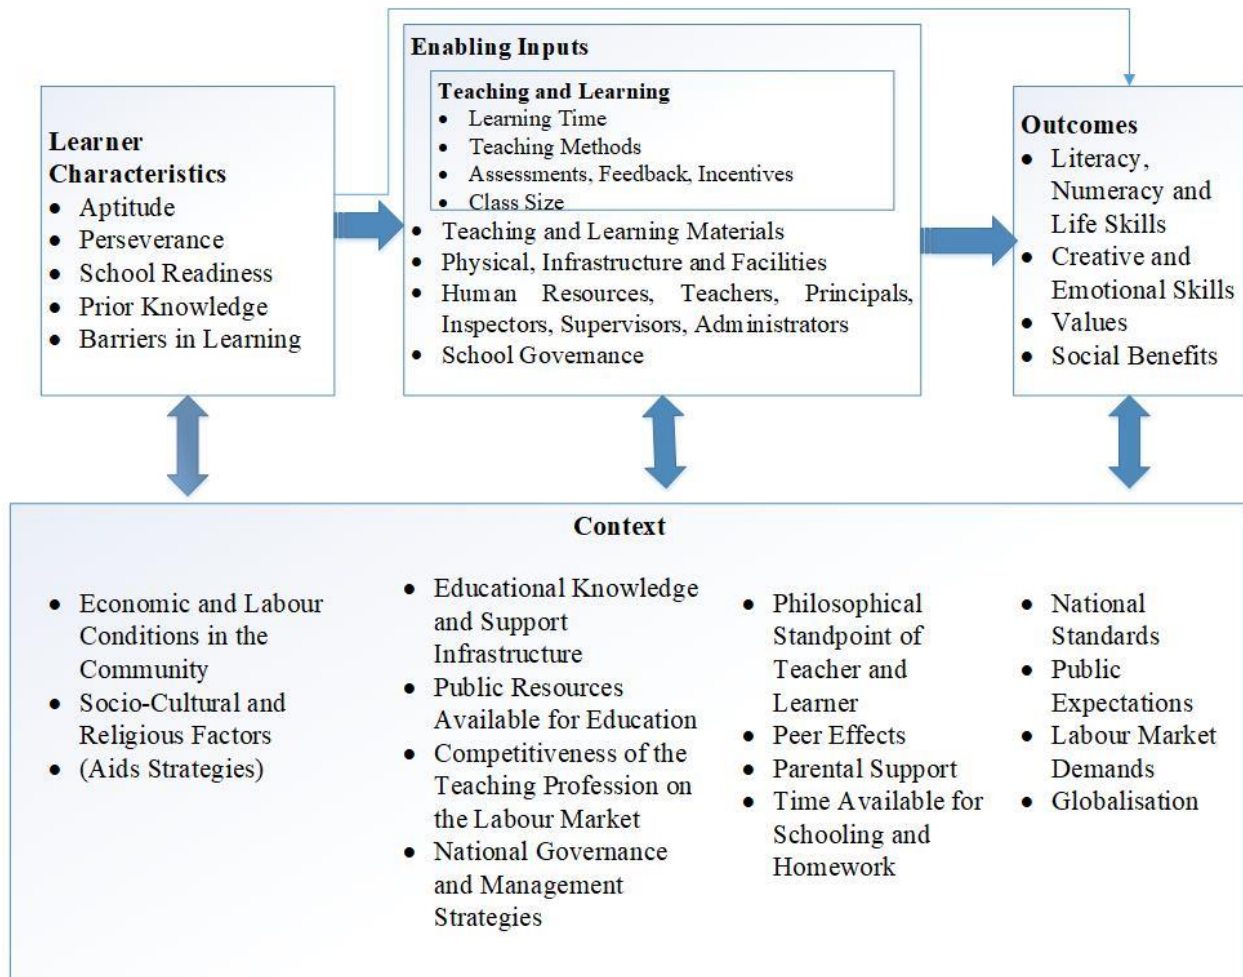 Learner
Characteristics
• Aptitude
• Perseverance
• School Readiness
• Prior Knowledge
• Barriers in Learning
Enabling Inputs
Teaching and Learning
• Learning Time
• Teaching Methods
• Assessments, Feedback, Incentives
• Class Size
• Teaching and Learning Materials
• Physical, Infrastructure and Facilities
• Human Resources, Teachers, Principals,
Inspectors, Supervisors, Administrators
• School Governance
Outcomes
• Literacy,
Numeracy and
Life Skills
• Creative and
Emotional Skills
• Values
• Social Benefits
Context
• Economic and Labour
Conditions in the
Community
• Socio-Cultural and
Religious Factors
• (Aids Strategies)
• Educational Knowledge
and Support
Infrastructure
• Public Resources
Available for Education
• Competitiveness of the
Teaching Profession on
the Labour Market
• National Governance
and Management
Strategies
• Philosophical
Standpoint of
Teacher and
Learner
• Peer Effects
• Parental Support
• Time Available for
Schooling and
Homework
• National
Standards
• Public
Expectations
• Labour Market
Demands
• Globalisation